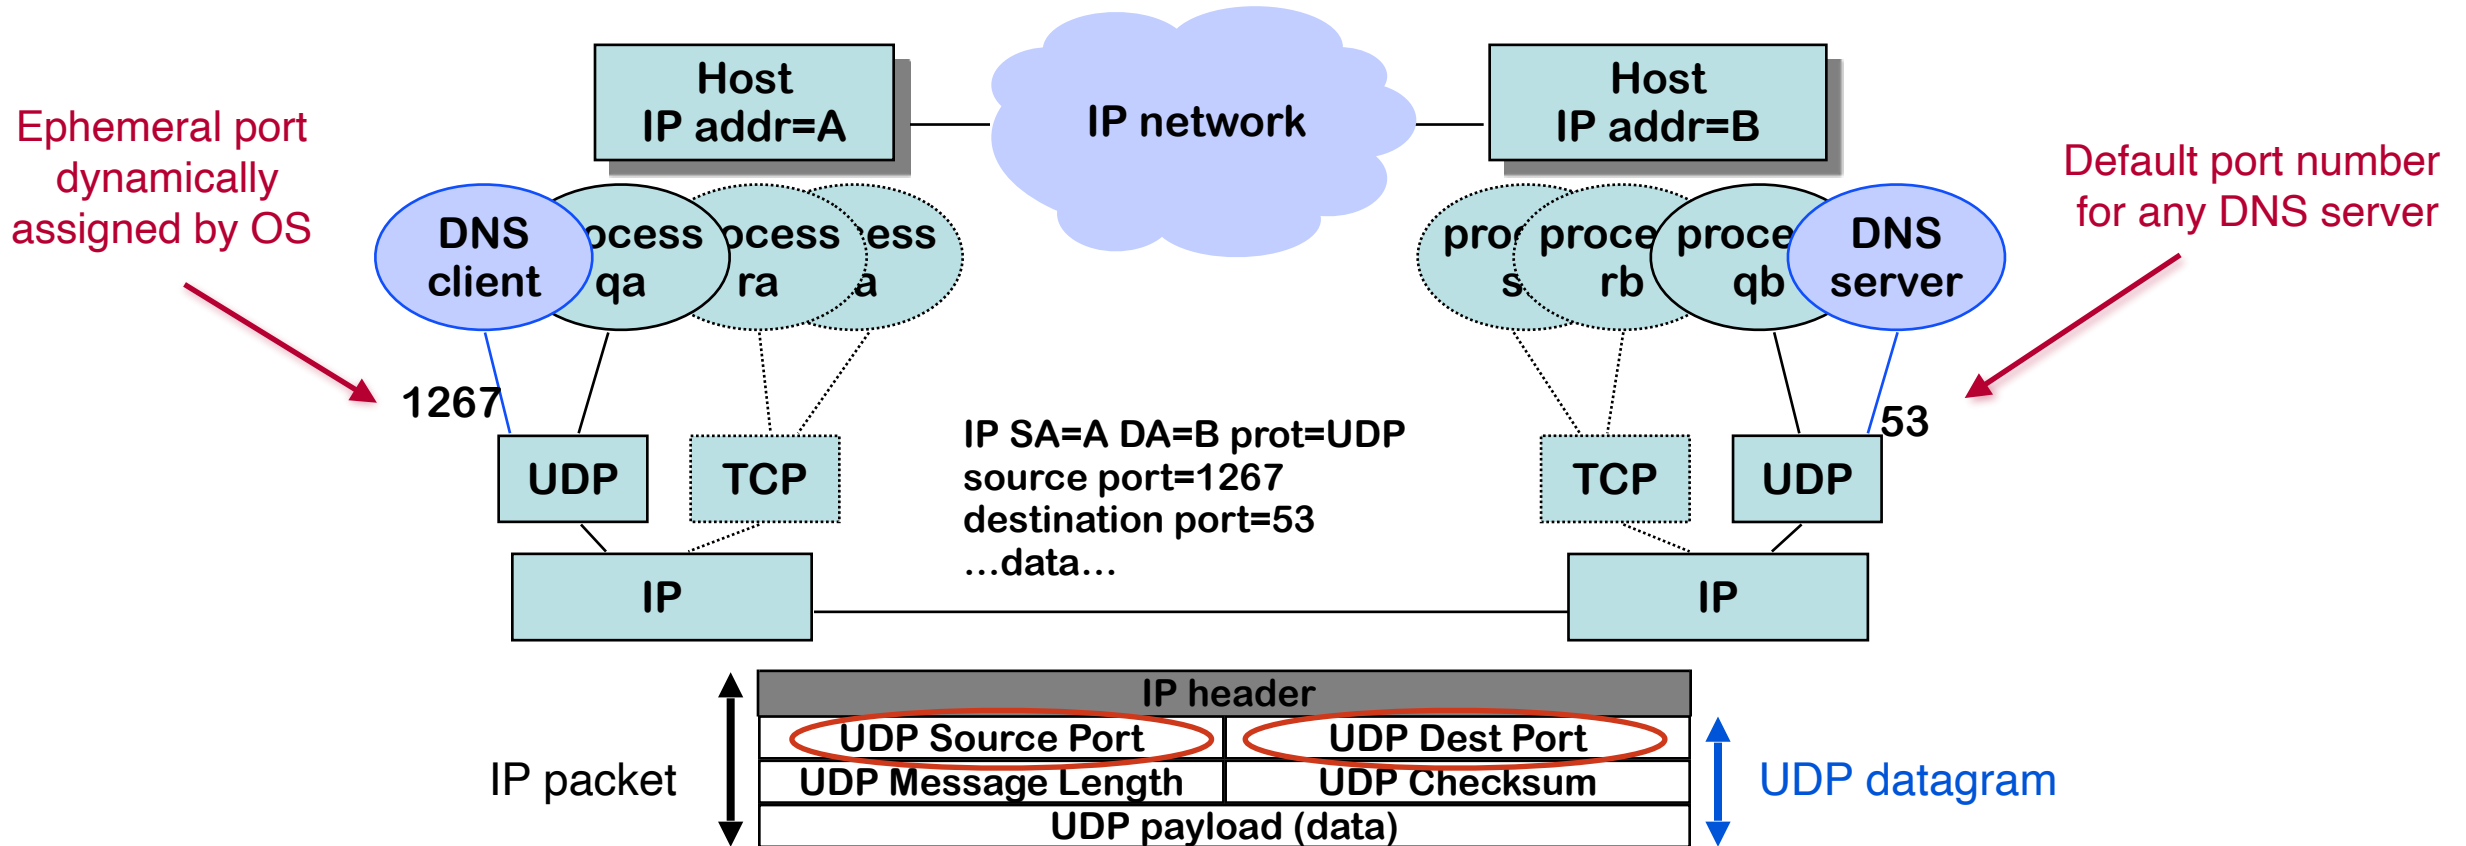 Host
IP addr=A
IP network
Host
IP addr=B
Ephemeral port
dynamically
assigned by OS
Default port number
for any DNS server
DNS
client
ocess
qa
ocess
ra
ess
a
pro
s
proce
rb
proce
qb
DNS
server
1267
53
UDP
TCP
IP SA=A DA=B prot=UDP
source port=1267
destination port=53
...data...
TCP
UDP
IP
IP
IP header
UDP Source Port
UDP Dest Port
UDP Message Length
UDP Checksum
UDP payload (data)
IP packet
UDP datagram